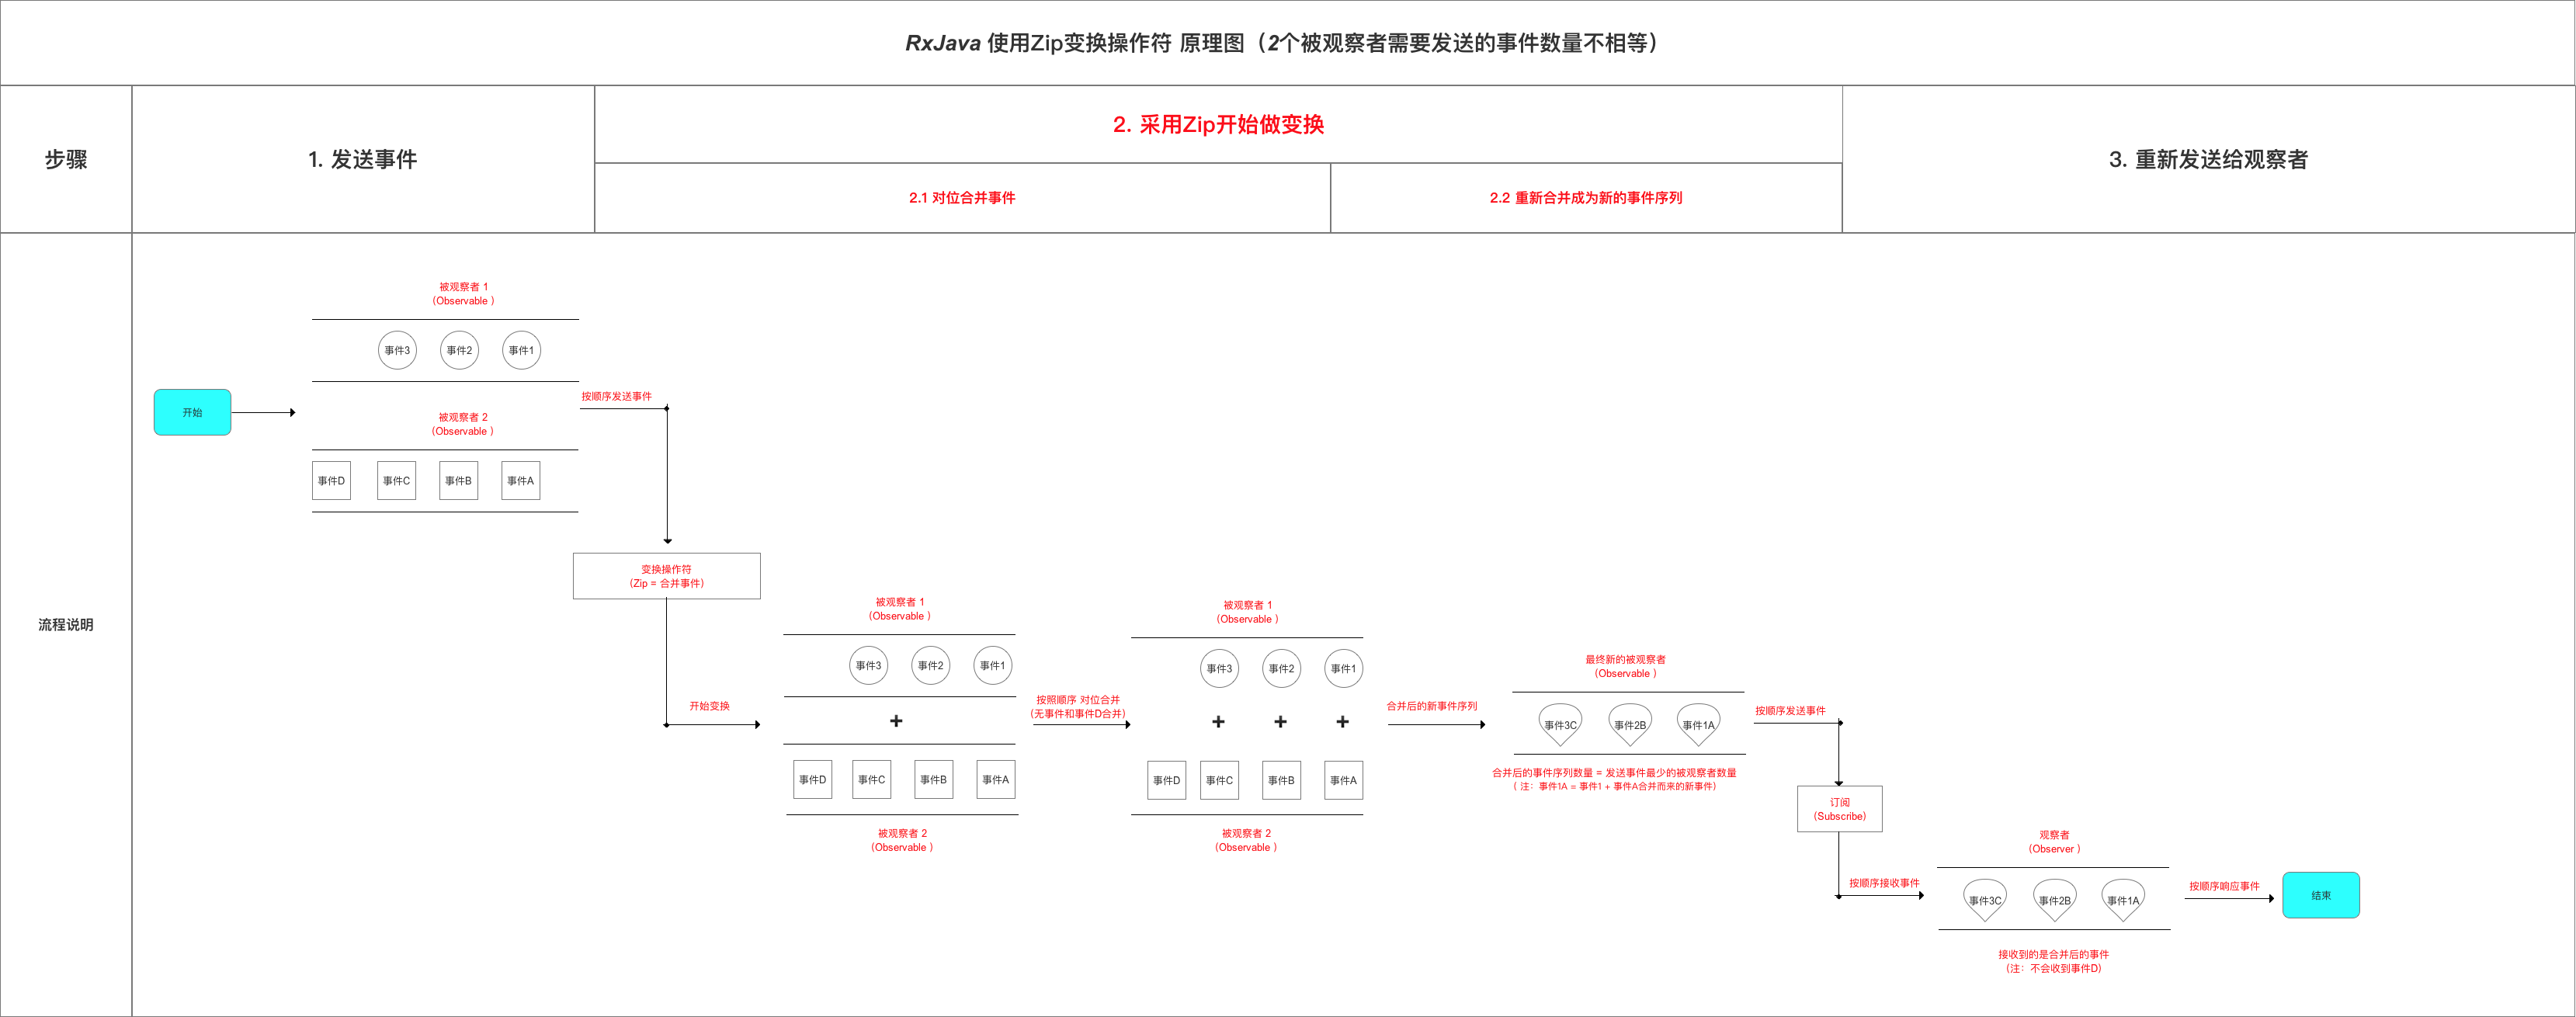 RxJava 使用Zip变换操作符 原理图（2个被观察者需要发送的事件数量不相等）
步骤
1. 发送事件
2. 采用Zip开始做变换
2.1 对位合并事件
2.2 重新合并成为新的事件序列
3. 重新发送给观察者
流程说明
开始
被观察者 1
（Observable ）
事件3 事件2 事件1
被观察者 2
（Observable ）
事件D 事件C 事件B 事件A
按顺序发送事件
变换操作符
（Zip = 合并事件）
开始变换
被观察者 1
（Observable ）
事件3 事件2 事件1
+
事件D 事件C 事件B 事件A
被观察者 2
（Observable ）
按照顺序 对位合并
（无事件和事件D合并）
被观察者 1
（Observable ）
事件3 事件2 事件1
+ + +
事件D 事件C 事件B 事件A
被观察者 2
（Observable ）
合并后的新事件序列
最终新的被观察者
（Observable ）
事件3C 事件2B 事件1A
合并后的事件序列数量 = 发送事件最少的被观察者数量
（ 注：事件1A = 事件1 + 事件A合并而来的新事件）
按顺序发送事件
订阅
（Subscribe）
按顺序接收事件
观察者
（Observer ）
事件3C 事件2B 事件1A
接收到的是合并后的事件
（注：不会收到事件D）
按顺序响应事件
结束